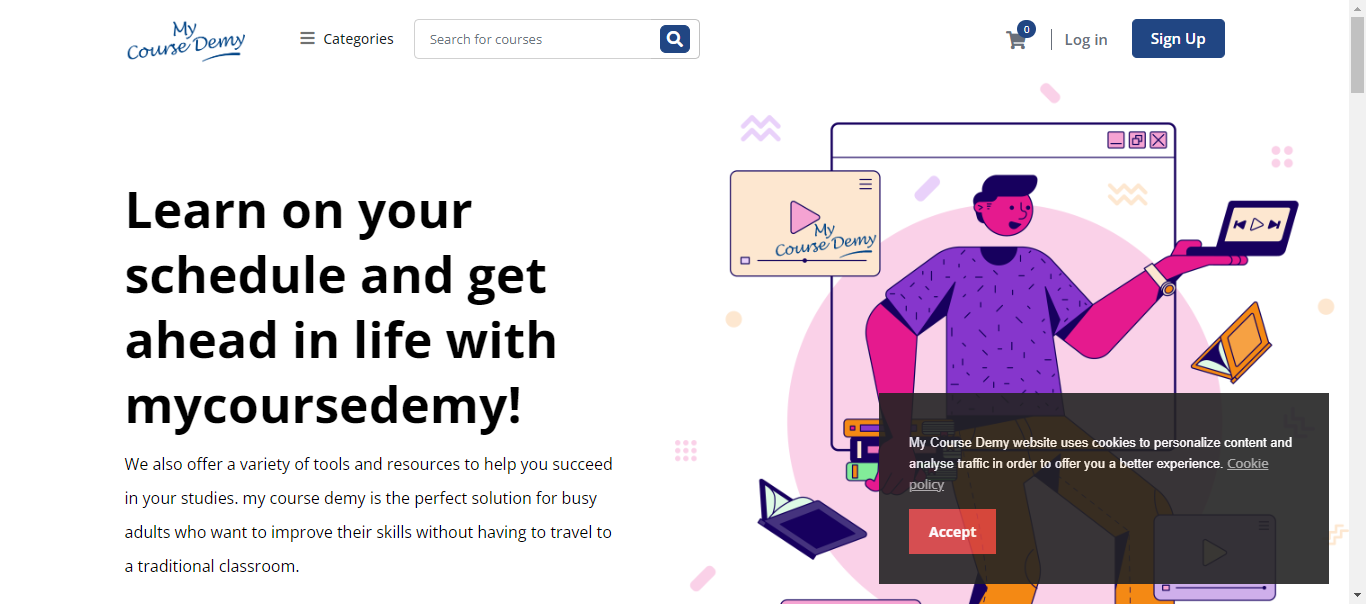 My
Course Demy
Categories
Search for courses
0
Log in
Sign Up
Learn on your
schedule and get
ahead in life with
mycoursedemy!
We also offer a variety of tools and resources to help you succeed
in your studies. my course demy is the perfect solution for busy
adults who want to improve their skills without having to travel to
a traditional classroom.
My
Course Demy
My Course Demy website uses cookies to personalize content and
analyse traffic in order to offer you a better experience. Cookie
policy
Accept